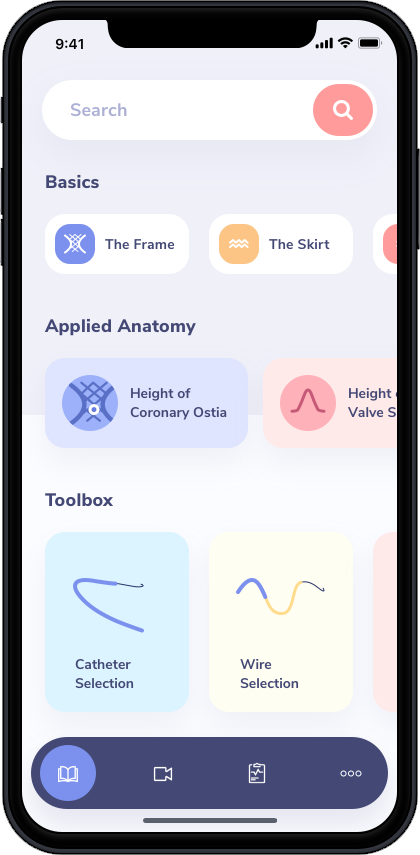 9:41
Search
Basics
The Frame
The Skirt
Applied Anatomy
Height of
Coronary Ostia
Height
Valve
Toolbox
Catheter
Selection
Wire
Selection